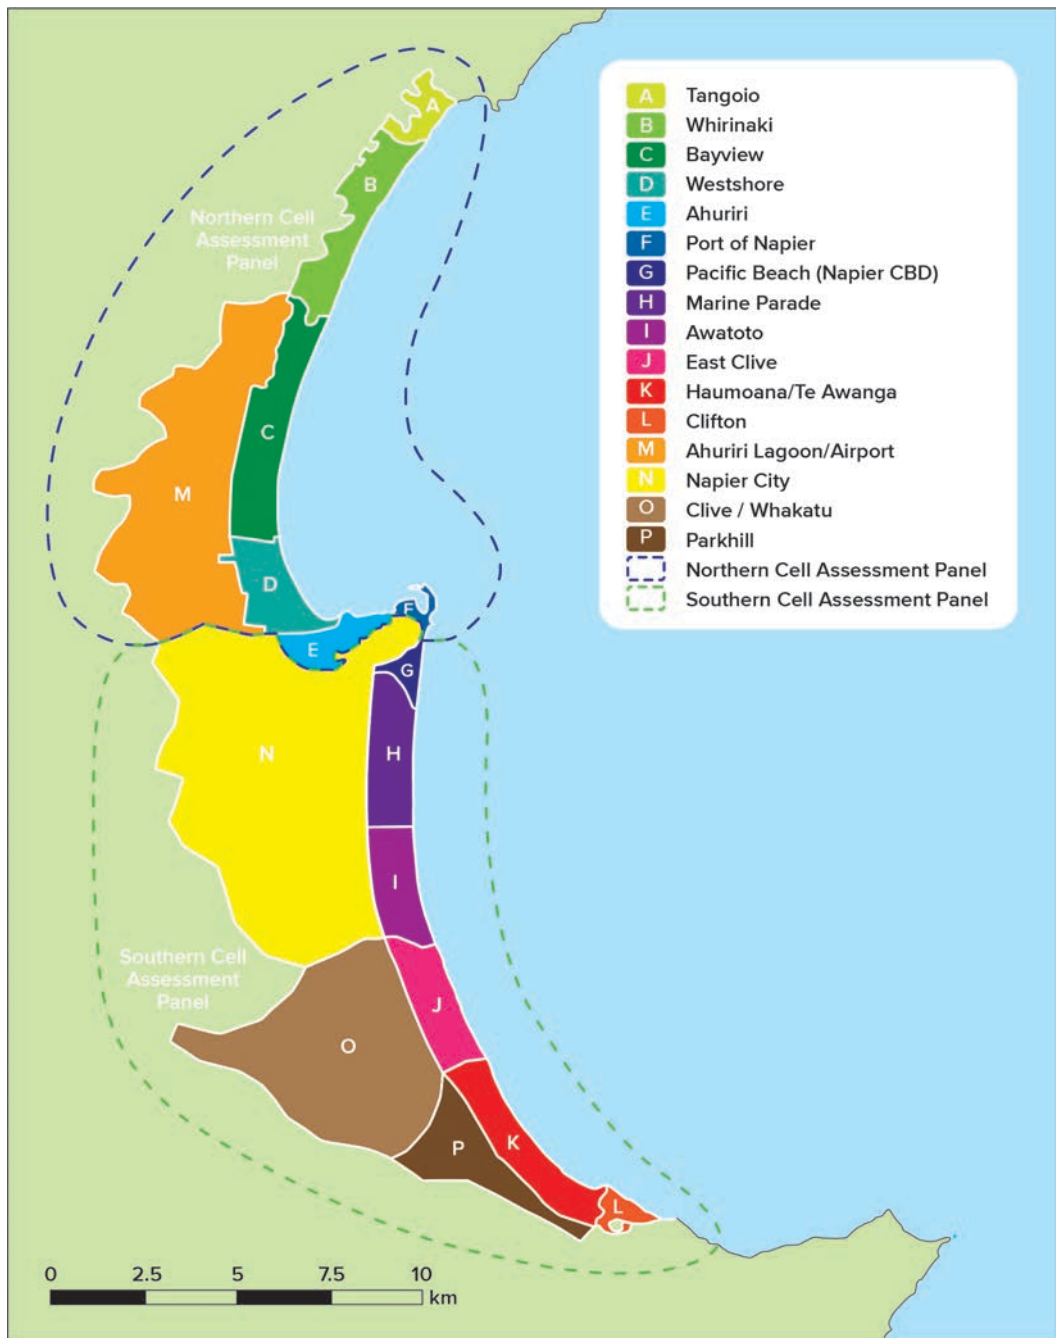 A Tangoio
B Whirinaki
C Bayview
D Westshore
E Ahuriri
F Port of Napier
G Pacific Beach (Napier CBD)
H Marine Parade
I Awatoto
J East Clive
K Haumoana/Te Awanga
L Clifton
M Ahuriri Lagoon/Airport
N Napier City
O Clive / Whakatu
P Parkhill
Northern Cell Assessment Panel
Southern Cell Assessment Panel
A
B
Northern Cell
Assessment
Panel
C
M
D
F
E
G
H
N
I
Southern Cell
Assessment
Panel
J
O
K
P
L
0 2.5 5 7.5 10
km